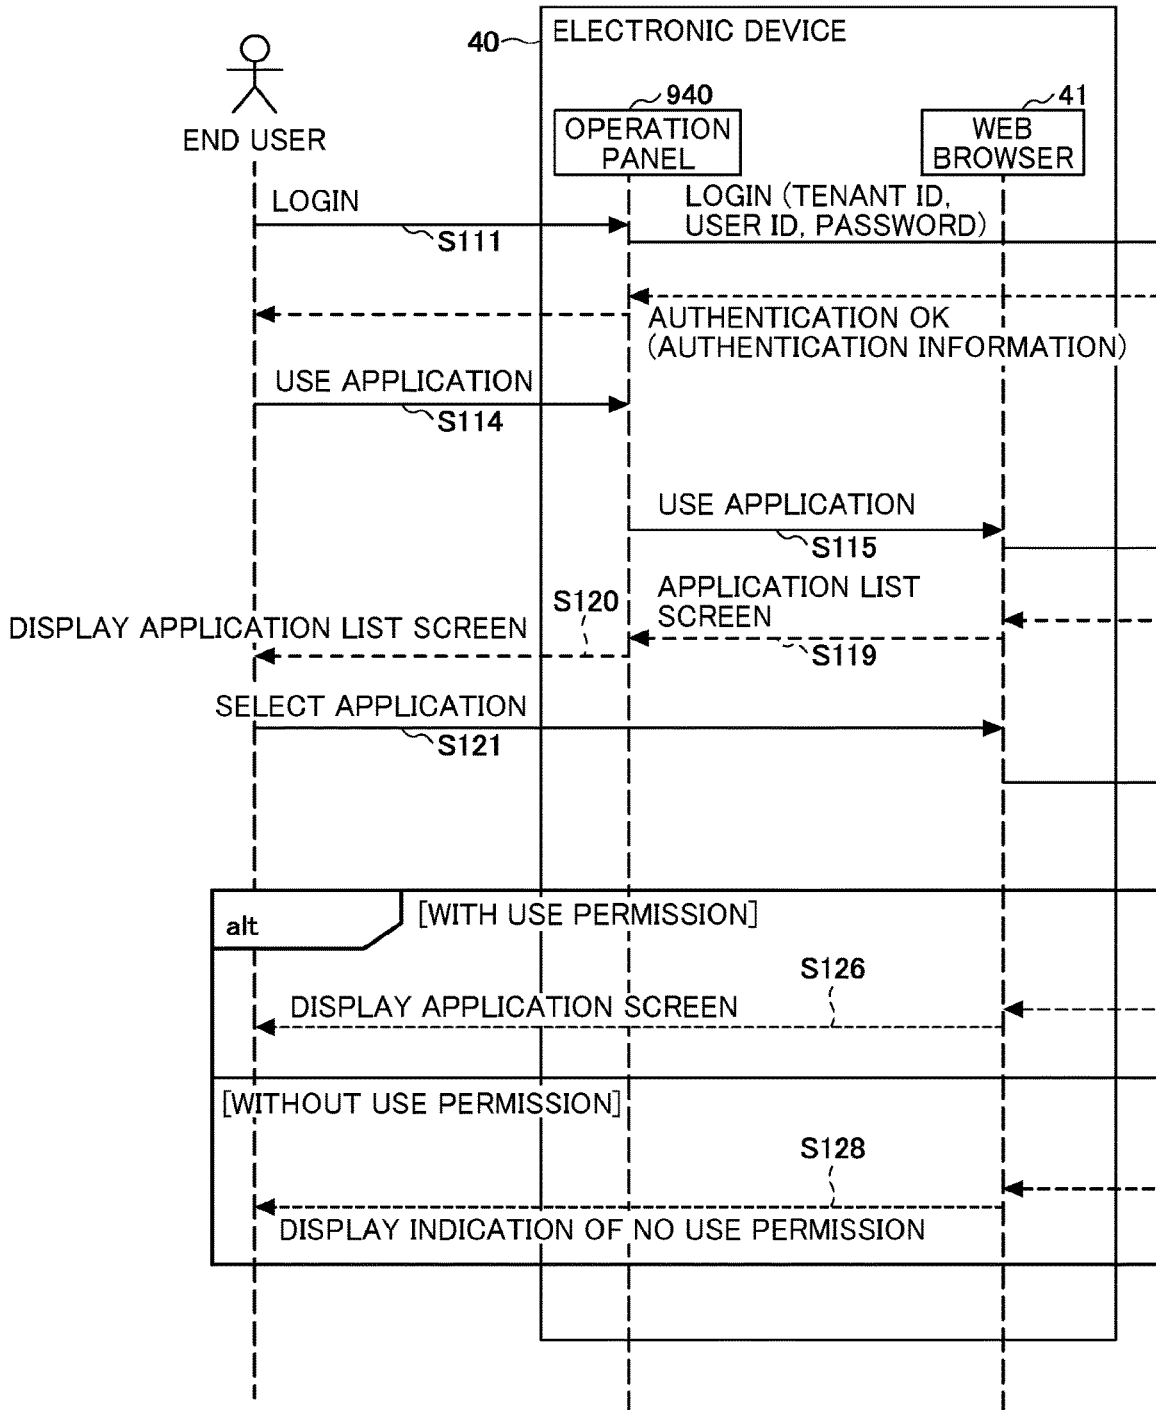 40
ELECTRONIC DEVICE
END USER
940
OPERATION
PANEL
41
WEB
BROWSER
LOGIN
S111
LOGIN (TENANT ID,
USER ID, PASSWORD)
AUTHENTICATION OK
(AUTHENTICATION INFORMATION)
USE APPLICATION
S114
USE APPLICATION
S115
APPLICATION LIST
SCREEN
S119
S120
DISPLAY APPLICATION LIST SCREEN
SELECT APPLICATION
S121
alt
[WITH USE PERMISSION]
S126
DISPLAY APPLICATION SCREEN
[WITHOUT USE PERMISSION]
S128
DISPLAY INDICATION OF NO USE PERMISSION